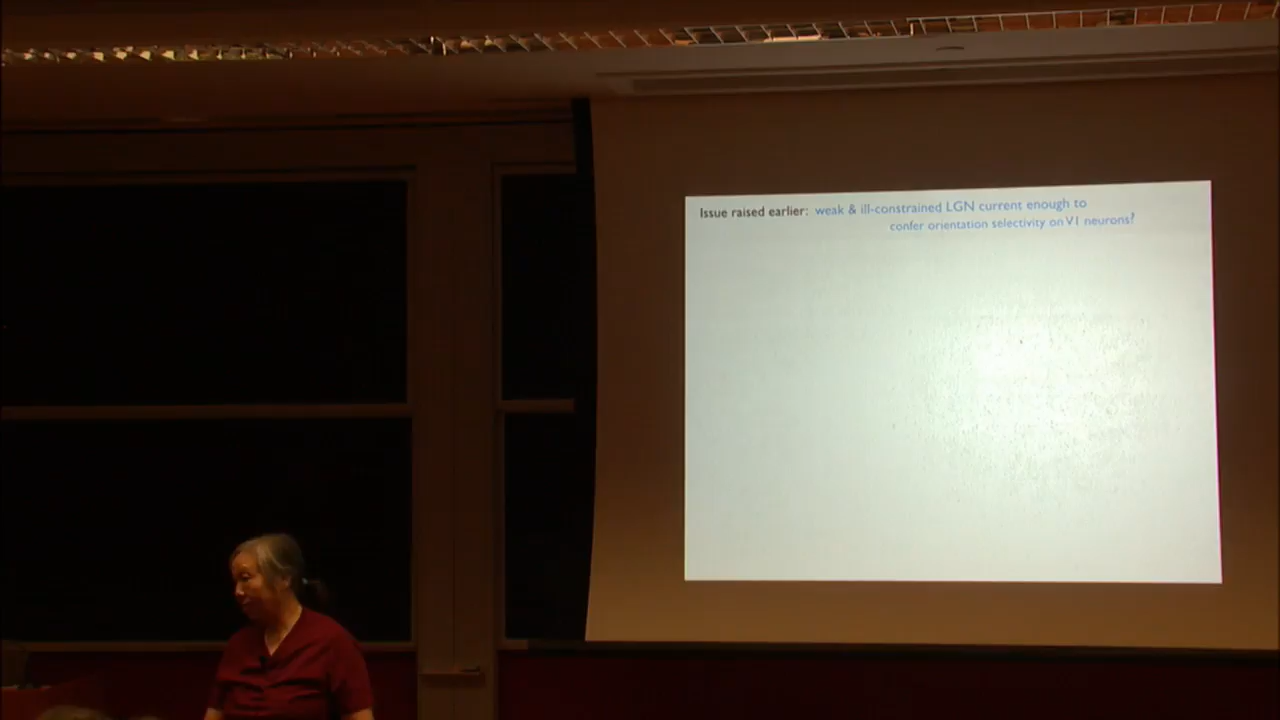 Issue raised earlier: weak & ill-constrained LGN current enough to
confer orientation selectivity on V1 neurons?